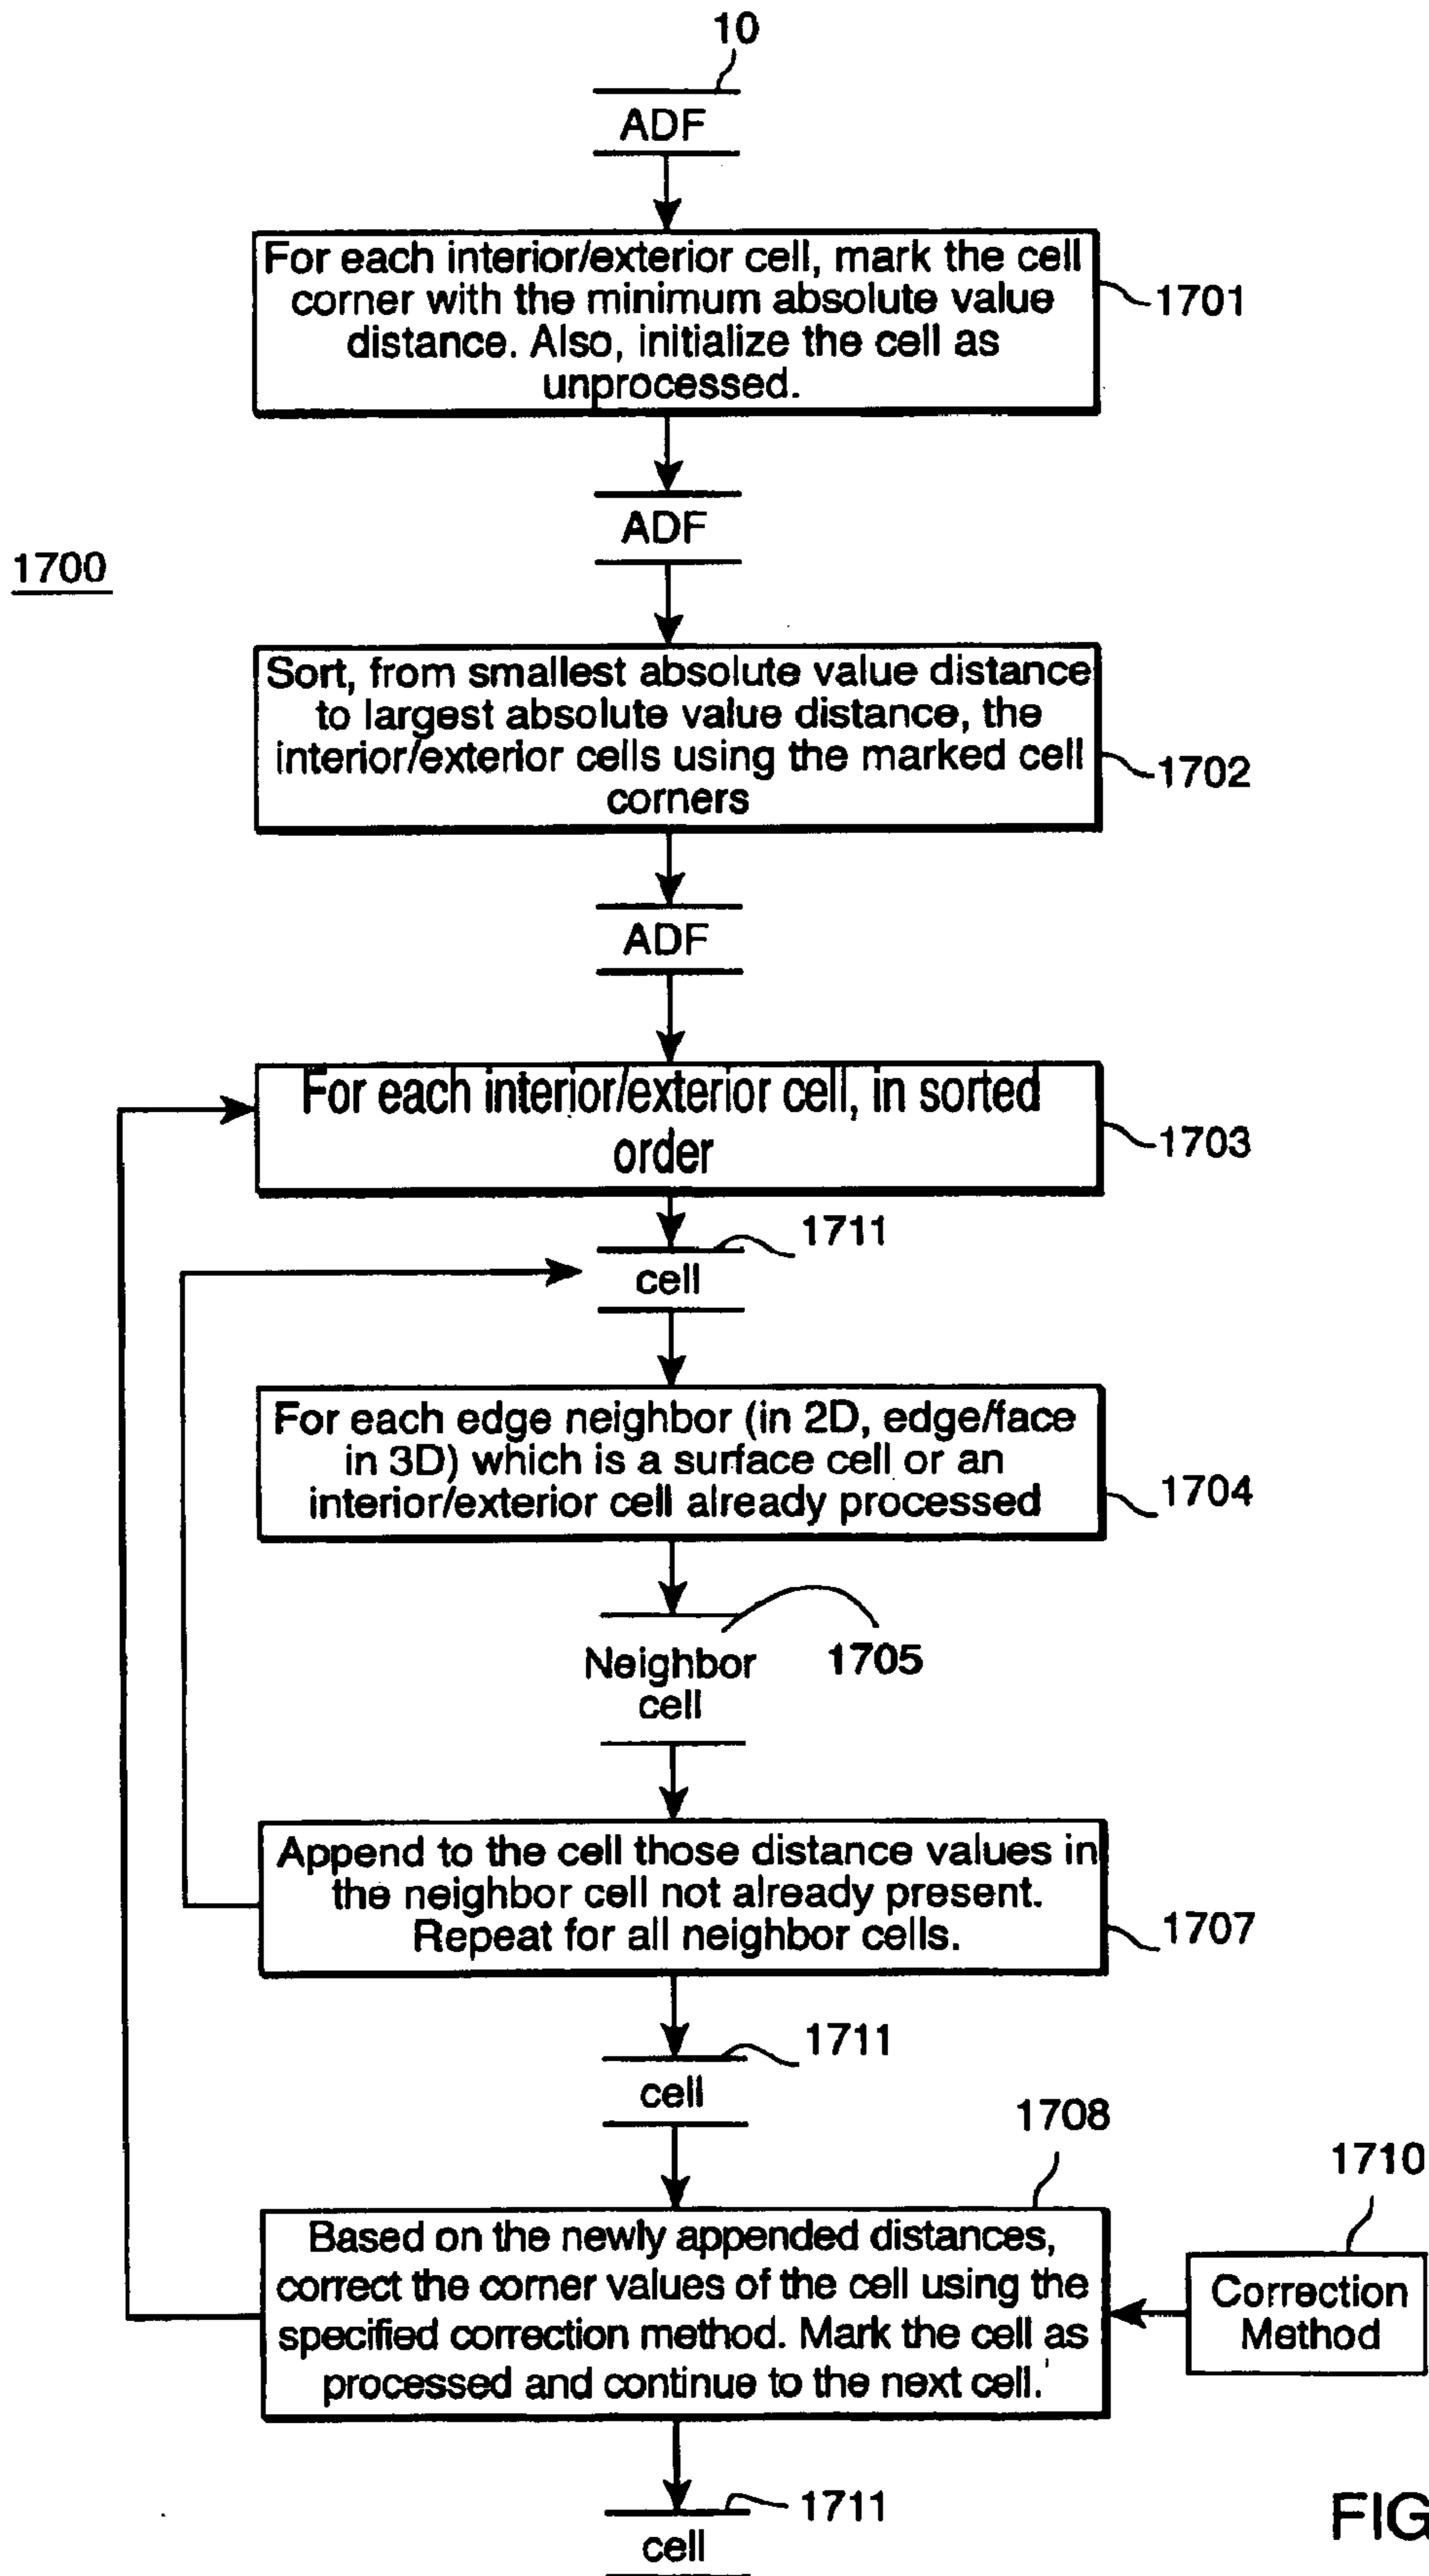 10
ADF
For each interior/exterior cell, mark the cell
corner with the minimum absolute value
distance. Also, initialize the cell as
unprocessed.
1701
ADF
1700
Sort, from smallest absolute value distance
to largest absolute value distance, the
interior/exterior cells using the marked cell
corners
1702
ADF
For each interior/exterior cell, in sorted
order
1703
1711
cell
For each edge neighbor (in 2D, edge/face
in 3D) which is a surface cell or an
interior/exterior cell already processed
1704
Neighbor
cell
1705
Append to the cell those distance values in
the neighbor cell not already present.
Repeat for all neighbor cells.
1707
1711
cell
1708
1710
Based on the newly appended distances,
correct the corner values of the cell using the
specified correction method. Mark the cell as
processed and continue to the next cell.
Correction
Method
1711
cell
FIG